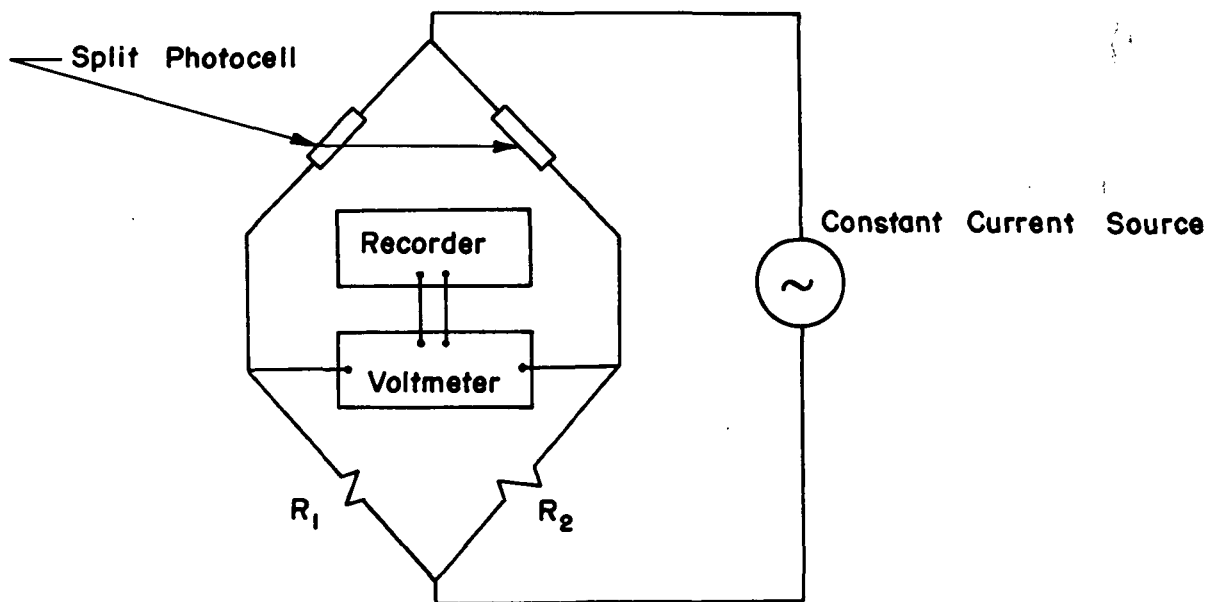 Split Photocell
Constant Current Source
Recorder
~
Voltmeter
R₁
R₂